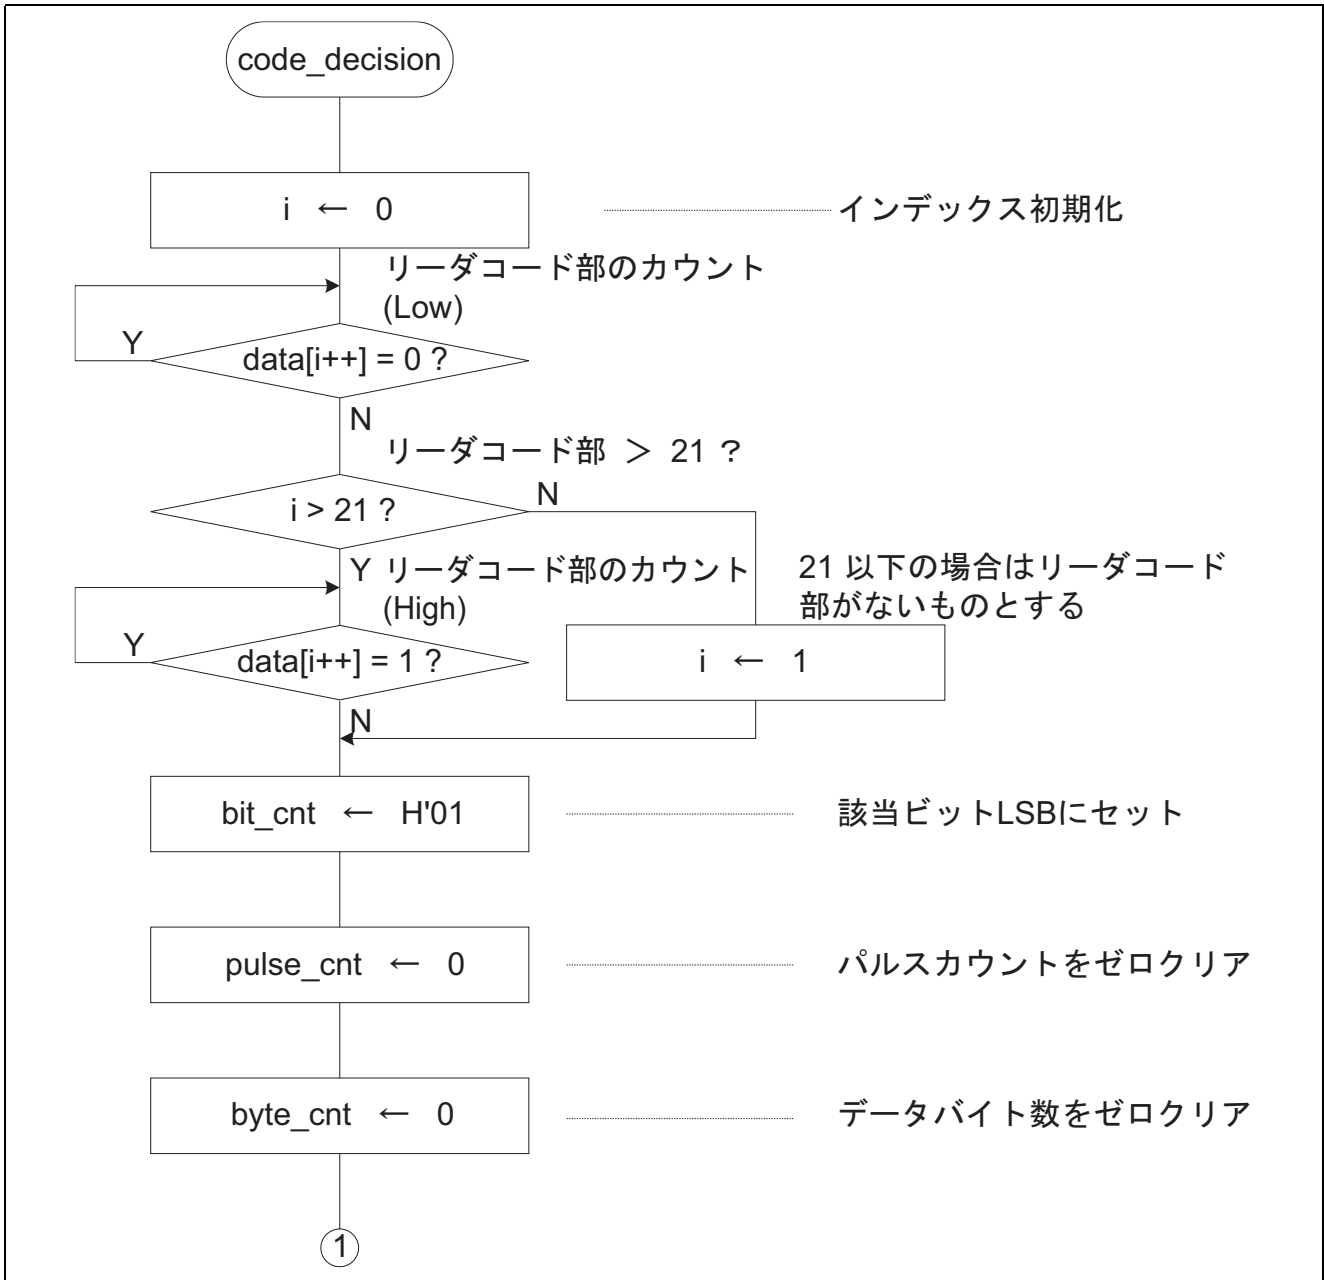 code_decision
i ← 0
インデックス初期化
リーダコード部のカウント
(Low)
Y
data[i++] = 0 ?
N
リーダコード部 ＞ 21 ？
i > 21 ?
N
Y リーダコード部のカウント
(High)
21 以下の場合はリーダコード
部がないものとする
Y
data[i++] = 1 ?
i ← 1
N
bit_cnt ← H'01
該当ビットLSBにセット
pulse_cnt ← 0
パルスカウントをゼロクリア
byte_cnt ← 0
データバイト数をゼロクリア
1